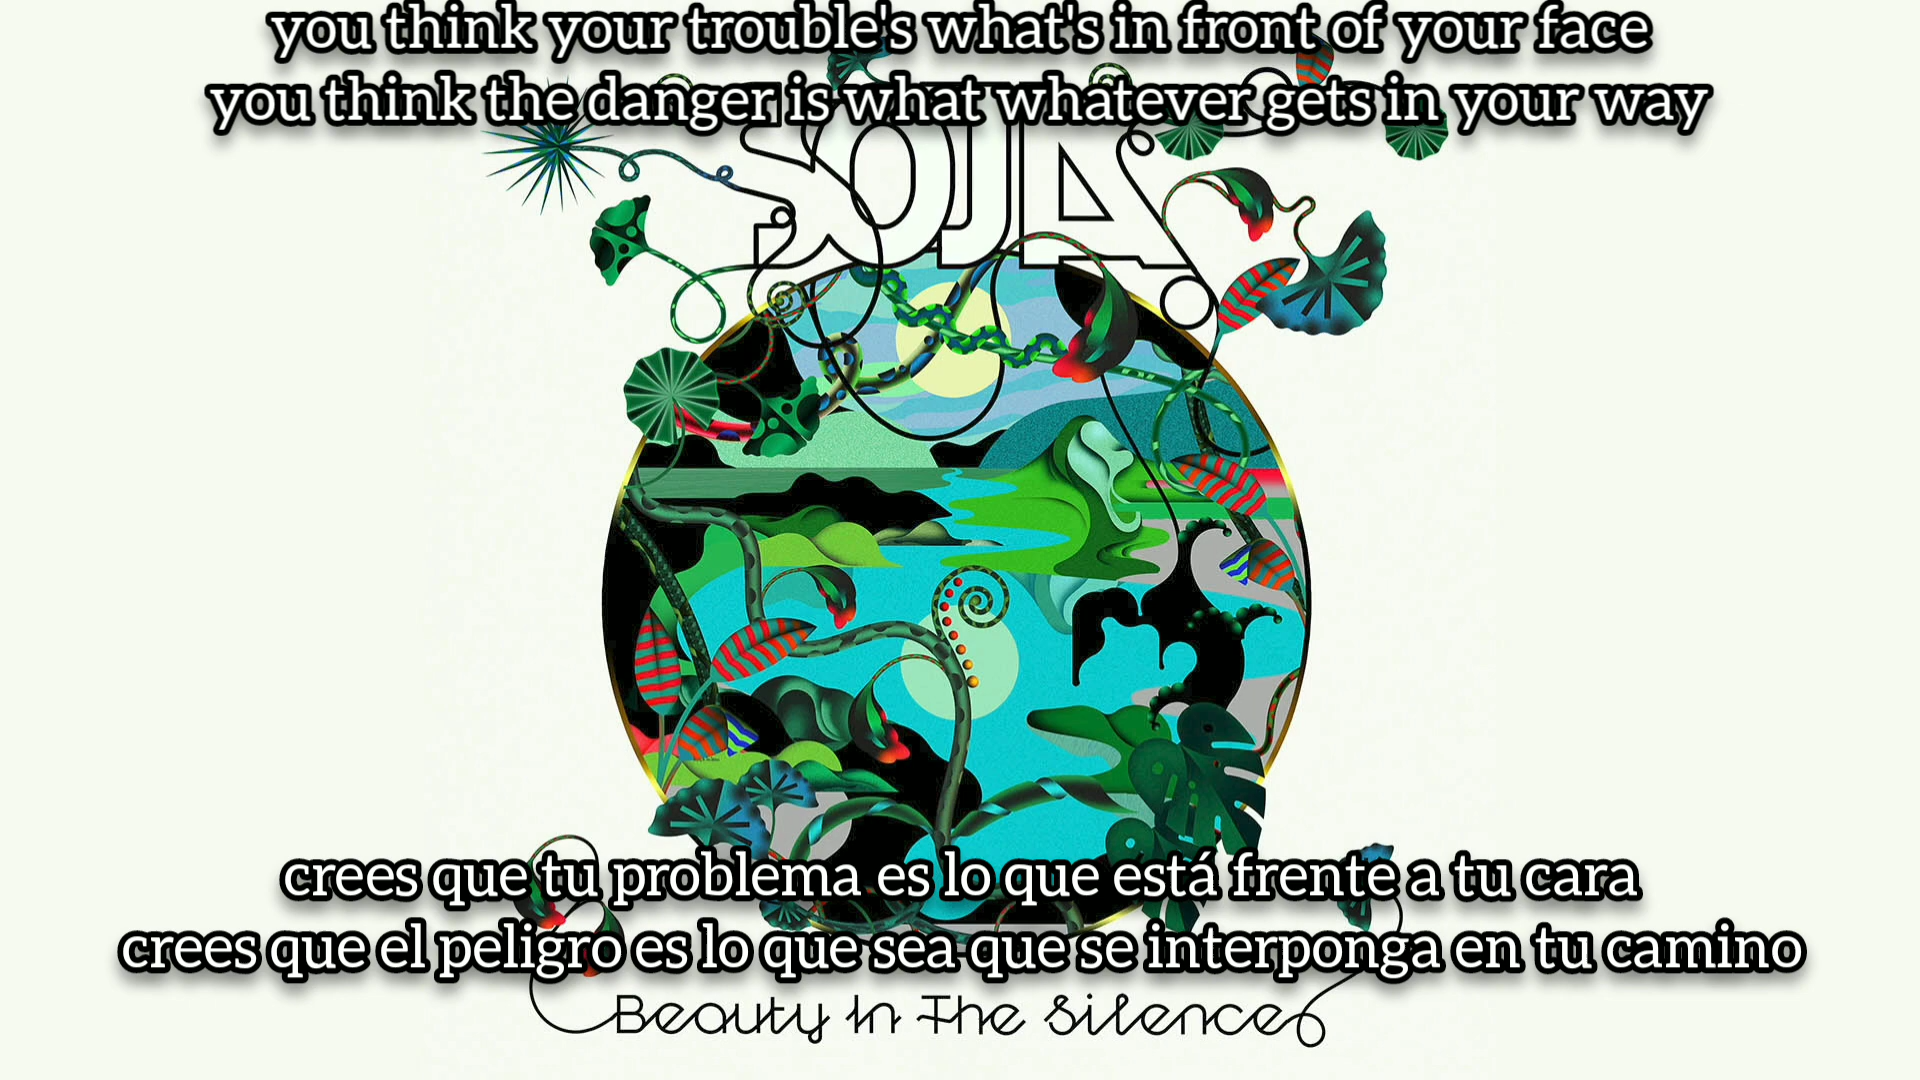 you think your trouble's what's in front of your face
you think the danger is what whatever gets in your way
SOJA
crees que tu problema es lo que está frente a tu cara
crees que el peligro es lo que sea que se interponga en tu camino
Beauty In The Silence